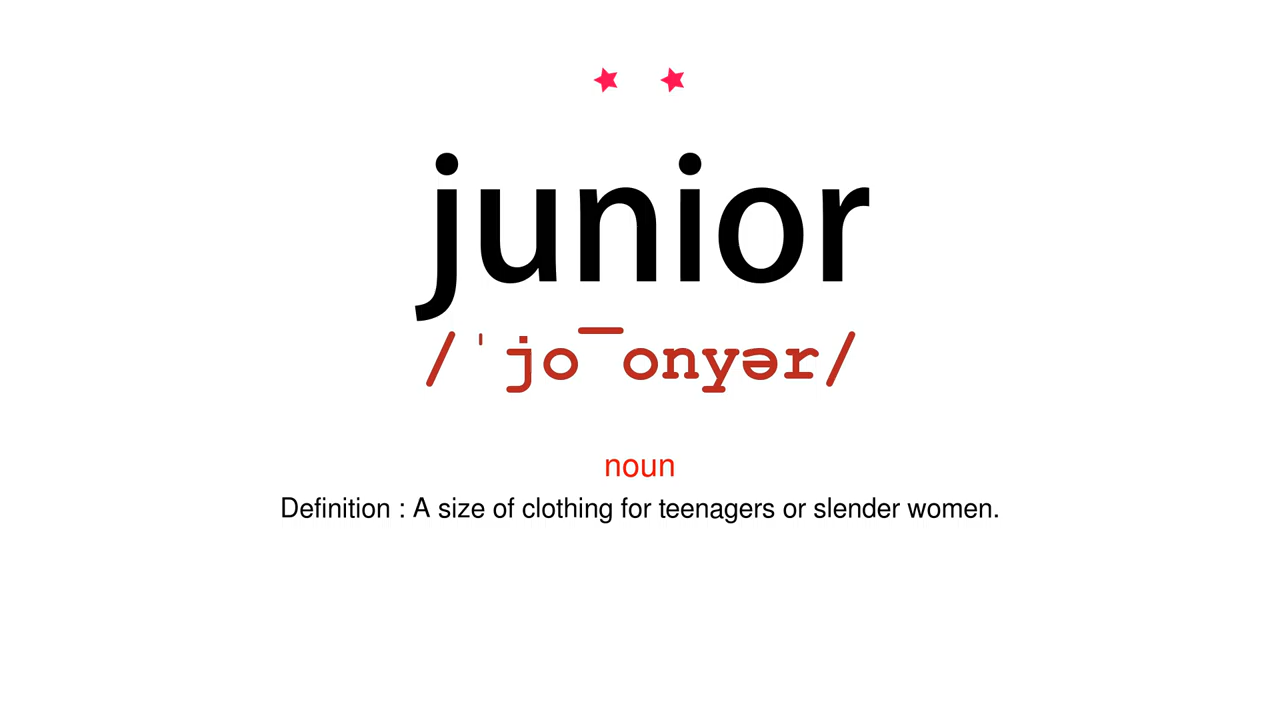 junior
/ˈjo͞onyər/
noun
Definition : A size of clothing for teenagers or slender women.